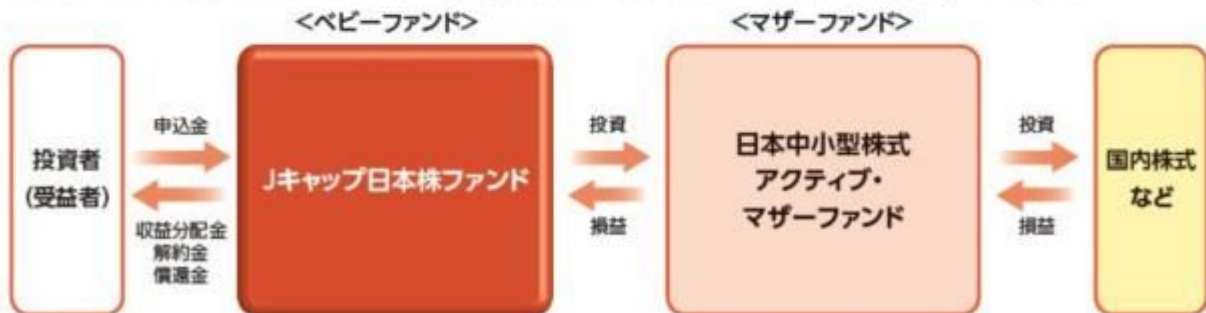 <ベビーファンド>
<マザーファンド>
投資者
(受益者)
申込金
収益分配金
解約金
償還金
Jキャップ日本株ファンド
投資
損益
日本中小型株式
アクティブ・
マザーファンド
投資
損益
国内株式
など